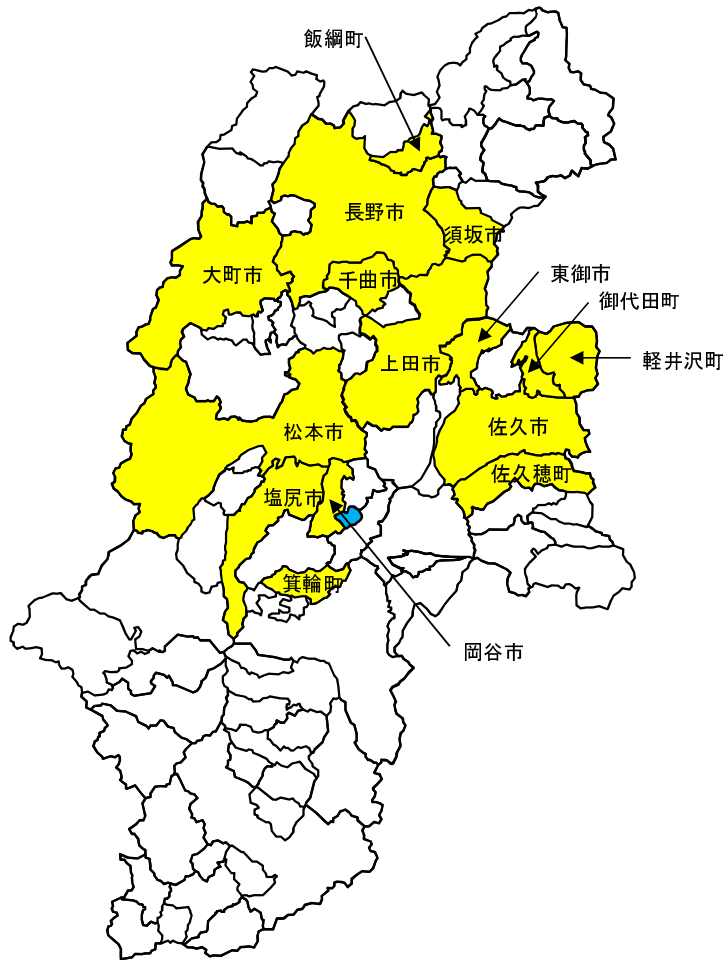 飯綱町
長野市
須坂市
大町市
千曲市
東御市
御代田町
上田市
軽井沢町
松本市
佐久市
佐久穂町
塩尻市
箕輪町
岡谷市